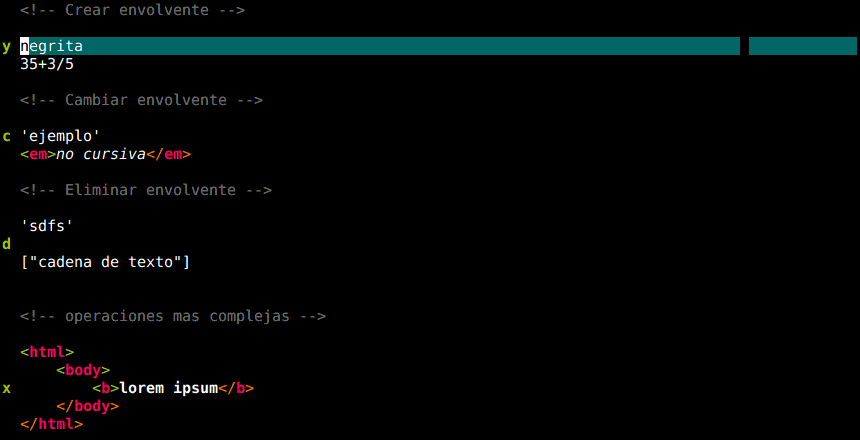 <!-- Crear envolvente -->
y negrita
35+3/5
<!-- Cambiar envolvente -->
c 'ejemplo'
<em>no cursiva</em>
<!-- Eliminar envolvente -->
'sdfs'
d
["cadena de texto"]
<!-- operaciones mas complejas -->
<html>
<body>
x <b>lorem ipsum</b>
</body>
</html>